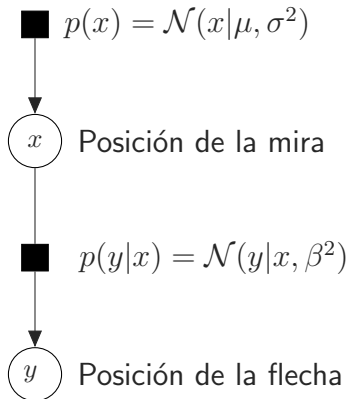 p(x) = 𝒩(x|μ, σ²)
x Posición de la mira
p(y|x) = 𝒩(y|x, β²)
y Posición de la flecha